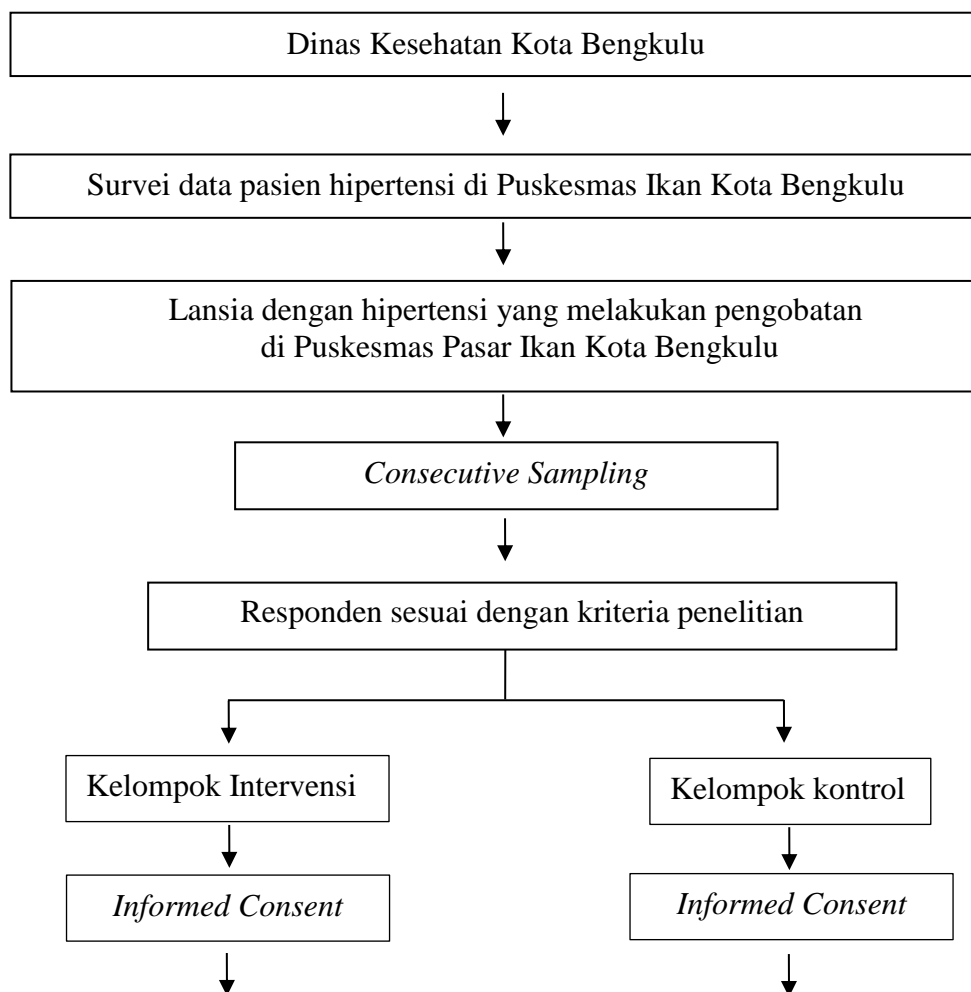 Dinas Kesehatan Kota Bengkulu
Survei data pasien hipertensi di Puskesmas Ikan Kota Bengkulu
Lansia dengan hipertensi yang melakukan pengobatan
di Puskesmas Pasar Ikan Kota Bengkulu
Consecutive Sampling
Responden sesuai dengan kriteria penelitian
Kelompok Intervensi
Kelompok kontrol
Informed Consent
Informed Consent